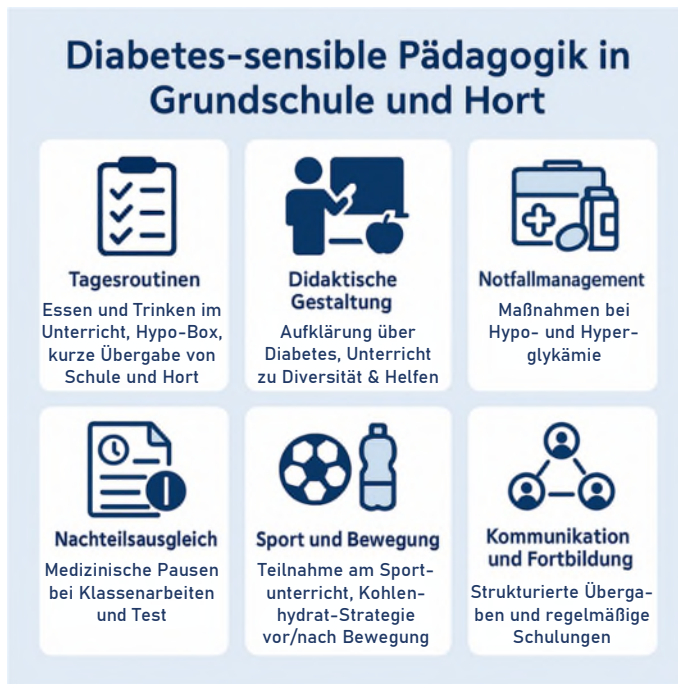 Diabetes-sensible Pädagogik in
Grundschule und Hort
Tagesroutinen
Essen und Trinken im
Unterricht, Hypo-Box,
kurze Übergabe von
Schule und Hort
Didaktische
Gestaltung
Aufklärung über
Diabetes, Unterricht
zu Diversität & Helfen
Notfallmanagement
Maßnahmen bei
Hypo- und Hyper-
glykämie
Nachteilsausgleich
Medizinische Pausen
bei Klassenarbeiten
und Test
Sport und Bewegung
Teilnahme am Sport-
unterricht, Kohlen-
hydrat-Strategie
vor/nach Bewegung
Kommunikation
und Fortbildung
Strukturierte Überga-
ben und regelmäßige
Schulungen